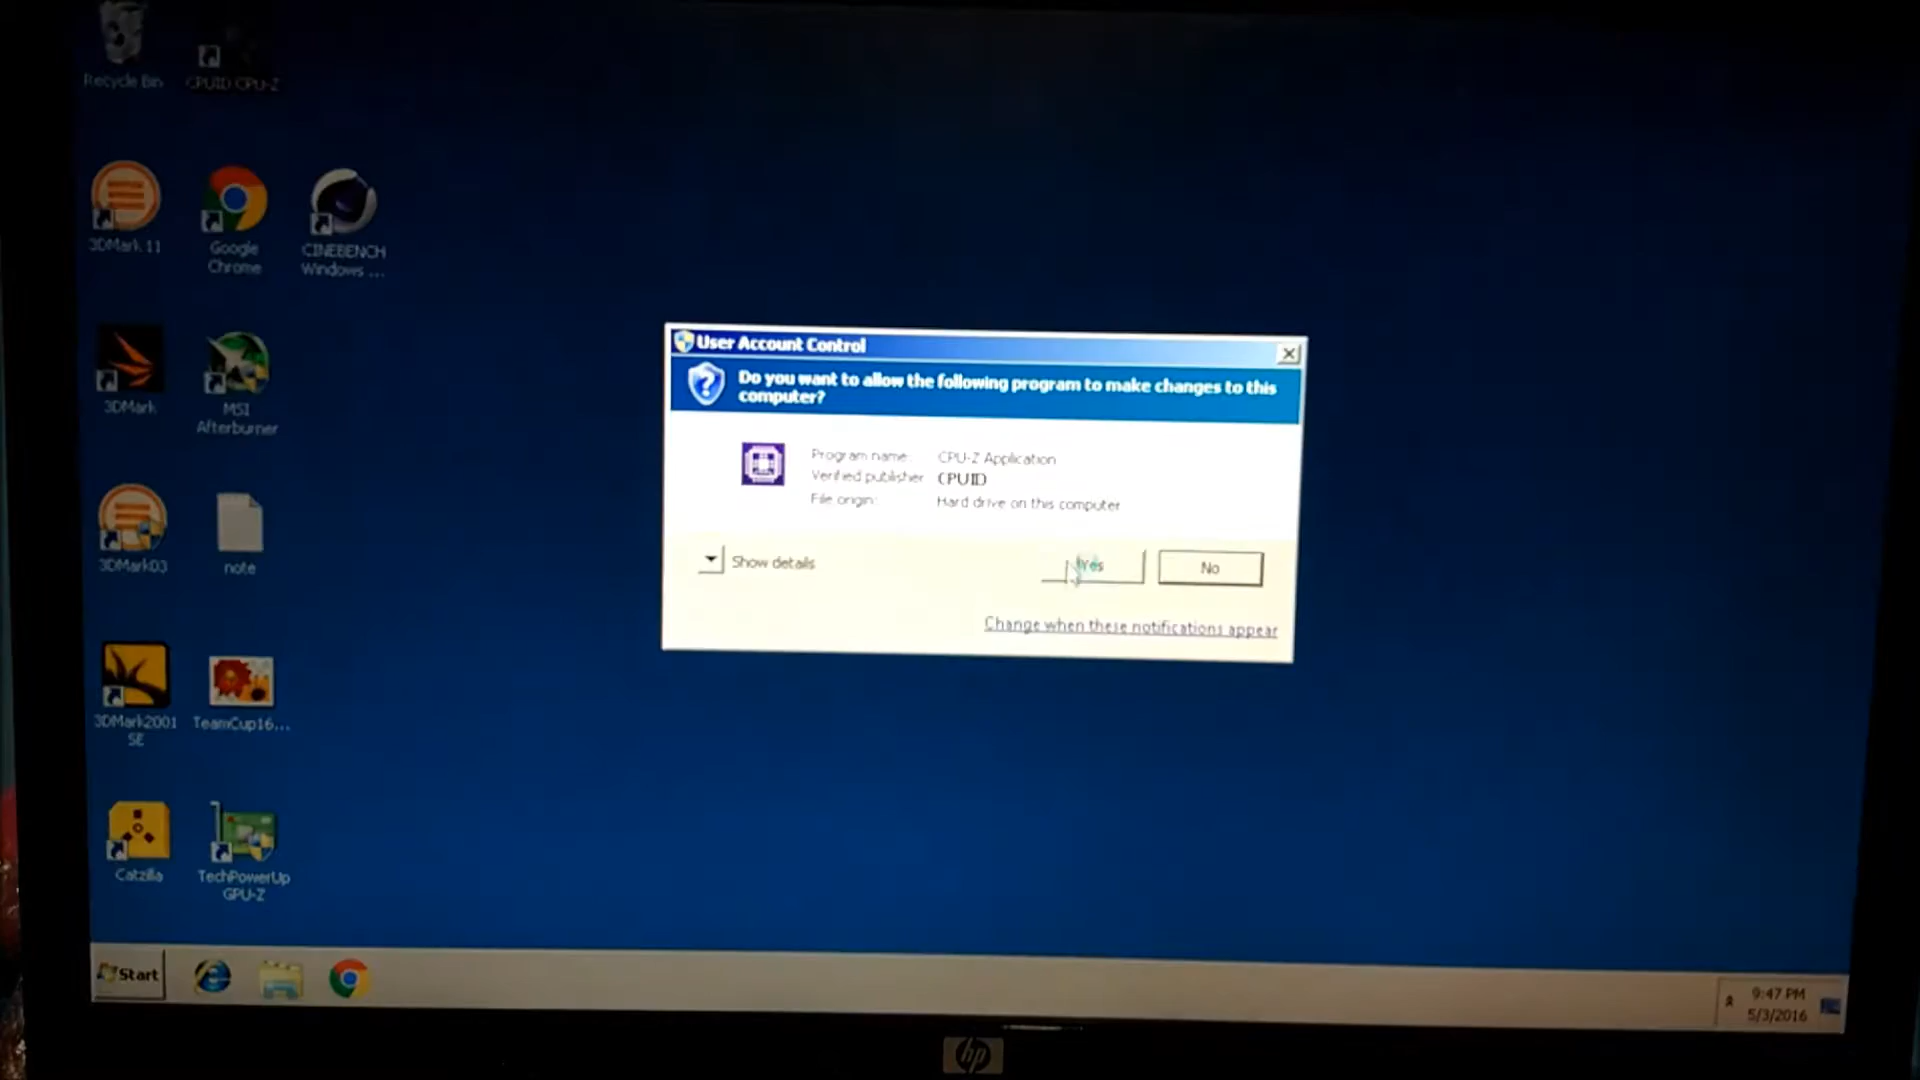 Recycle Bin
CPUID CPU-Z
3DMark 11
Google
Chrome
CINEBENCH
Windows ...
3DMark
MSI
Afterburner
3DMark03
note
3DMark2001
SE
TeamCup16...
Catzilla
TechPowerUp
GPU-Z
User Account Control
Do you want to allow the following program to make changes to this
computer?
Program name: CPU-Z Application
Verified publisher: CPUID
File origin: Hard drive on this computer
Show details
Yes
No
Change when these notifications appear
Start
9:47 PM
5/3/2016
hp